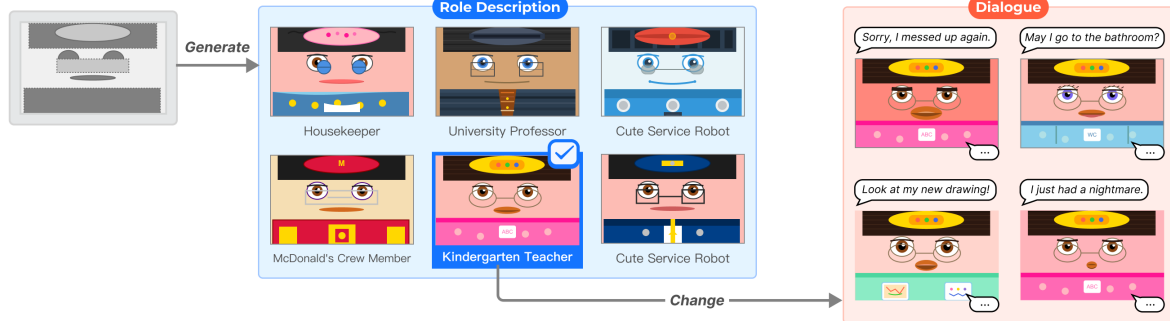 Role Description
Dialogue
Generate
Housekeeper
University Professor
Cute Service Robot
M
ABC
McDonald's Crew Member
Kindergarten Teacher
Cute Service Robot
Change
Sorry, I messed up again.
May I go to the bathroom?
ABC
...
WC
...
Look at my new drawing!
I just had a nightmare.
...
ABC
...